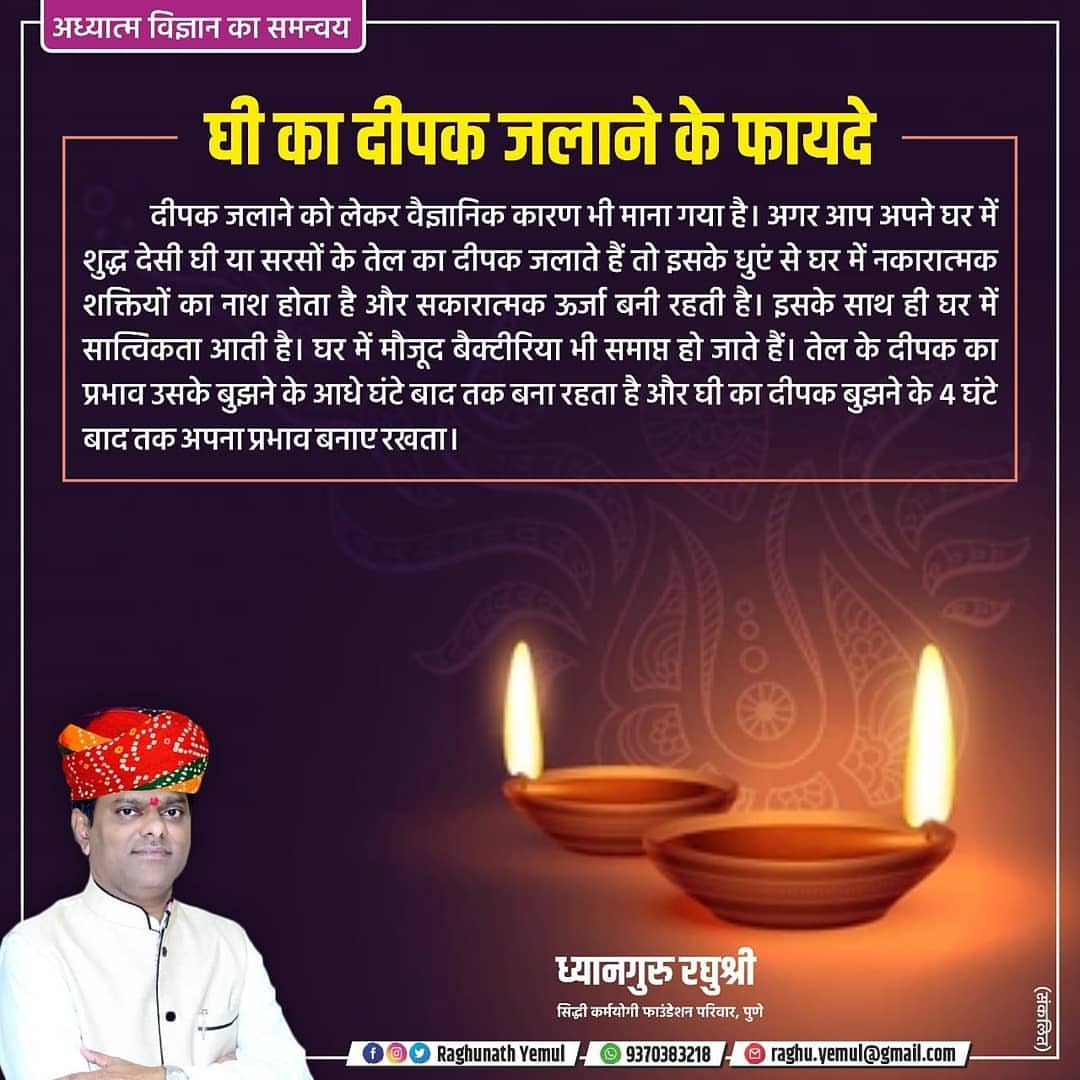 अध्यात्म विज्ञान का समन्वय
घी का दीपक जलाने के फायदे
दीपक जलाने को लेकर वैज्ञानिक कारण भी माना गया है। अगर आप अपने घर में
शुद्ध देसी घी या सरसों के तेल का दीपक जलाते हैं तो इसके धुएं से घर में नकारात्मक
शक्तियों का नाश होता है और सकारात्मक ऊर्जा बनी रहती है। इसके साथ ही घर में
सात्विकता आती है। घर में मौजूद बैक्टीरिया भी समाप्त हो जाते हैं। तेल के दीपक का
प्रभाव उसके बुझने के आधे घंटे बाद तक बना रहता है और घी का दीपक बुझने के 4 घंटे
बाद तक अपना प्रभाव बनाए रखता।
ध्यानगुरु रघुश्री
सिद्धी कर्मयोगी फाउंडेशन परिवार, पुणे
Raghunath Yemul
9370383218
raghu.yemul@gmail.com
(संकलित)